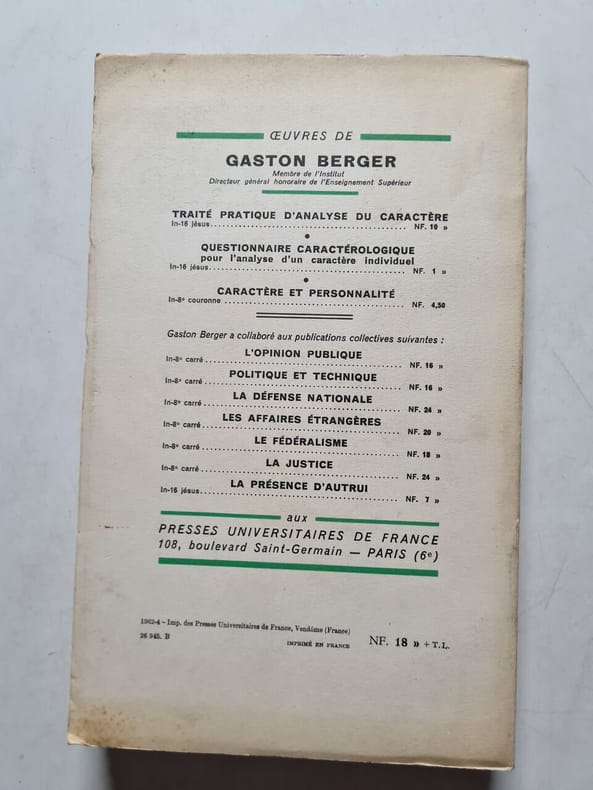 ŒUVRES DE
GASTON BERGER
Membre de l'Institut
Directeur général honoraire de l'Enseignement Supérieur
TRAITÉ PRATIQUE D'ANALYSE DU CARACTÈRE
In-16 jésus................................................ NF. 10 »
•
QUESTIONNAIRE CARACTÉROLOGIQUE
pour l'analyse d'un caractère individuel
In-16 jésus................................................ NF. 1 »
•
CARACTÈRE ET PERSONNALITÉ
In-8° couronne ............................................ NF. 4,50
Gaston Berger a collaboré aux publications collectives suivantes :
L'OPINION PUBLIQUE
In-8° carré ................................................ NF. 16 »
POLITIQUE ET TECHNIQUE
In-8° carré ................................................ NF. 16 »
LA DÉFENSE NATIONALE
In-8° carré ................................................ NF. 24 »
LES AFFAIRES ÉTRANGÈRES
In-8° carré ................................................ NF. 20 »
LE FÉDÉRALISME
In-8° carré ................................................ NF. 18 »
LA JUSTICE
In-8° carré ................................................ NF. 24 »
LA PRÉSENCE D'AUTRUI
In-16 jésus................................................ NF. 7 »
aux
PRESSES UNIVERSITAIRES DE FRANCE
108, boulevard Saint-Germain — PARIS (6e)
1962-4 – Imp. des Presses Universitaires de France, Vendôme (France)
26 945. B
IMPRIMÉ EN FRANCE
NF. 18 » + T.L.